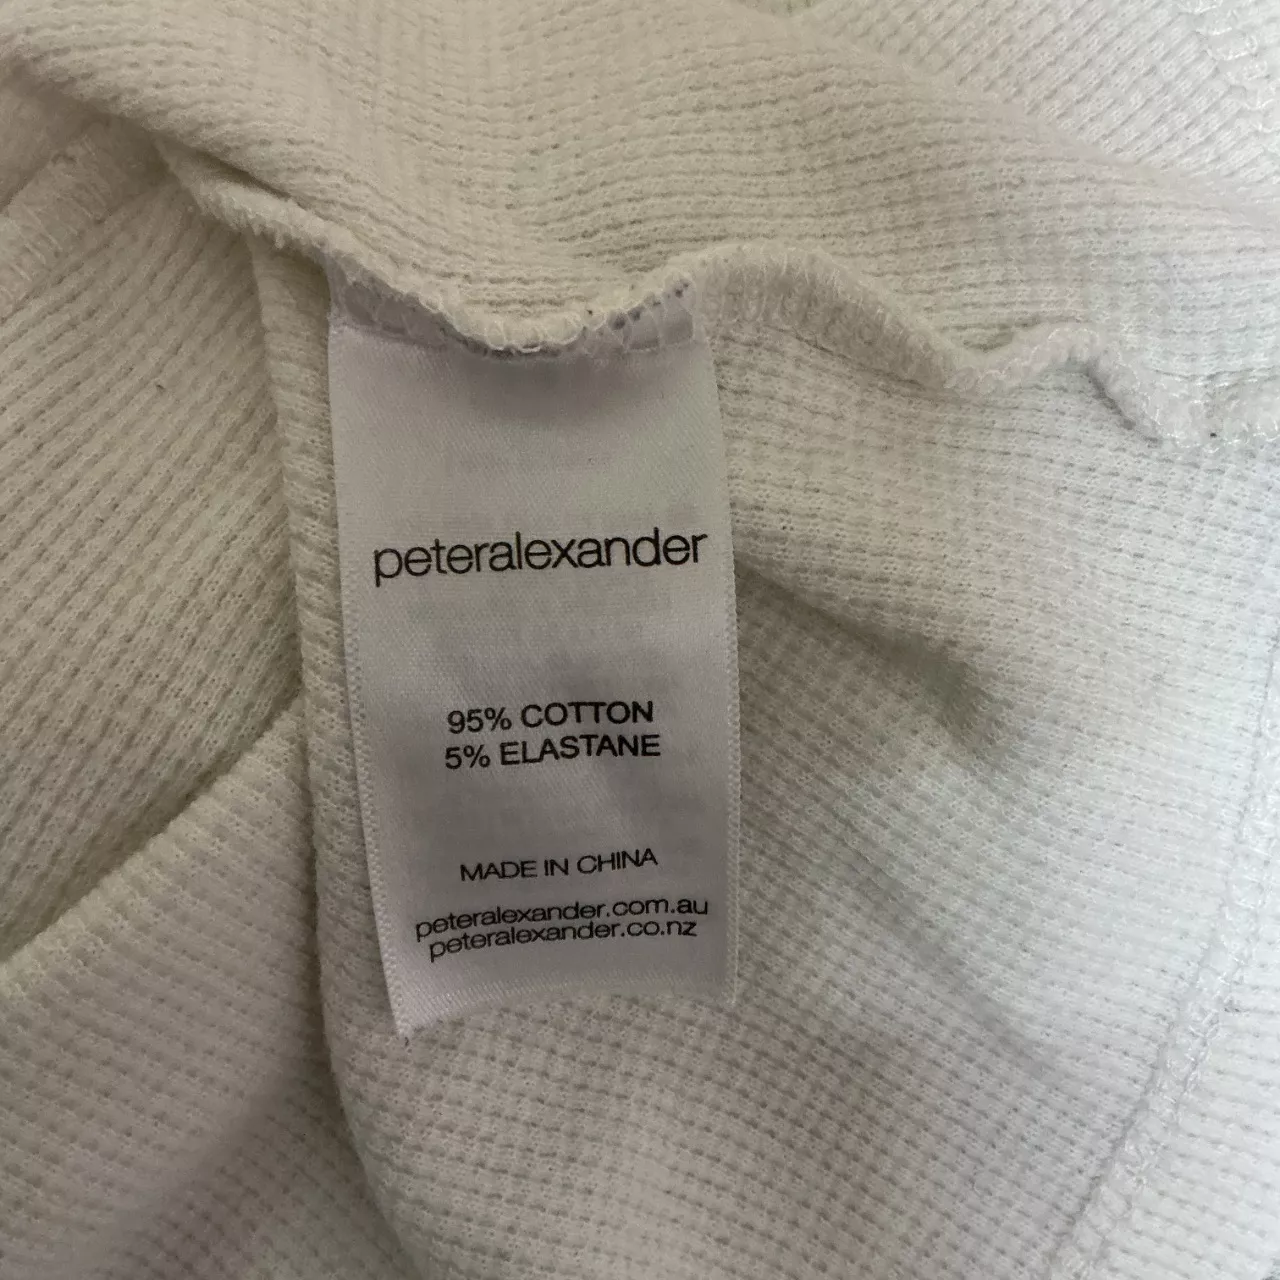 peteralexander
95% COTTON
5% ELASTANE
MADE IN CHINA
peteralexander.com.au
peteralexander.co.nz